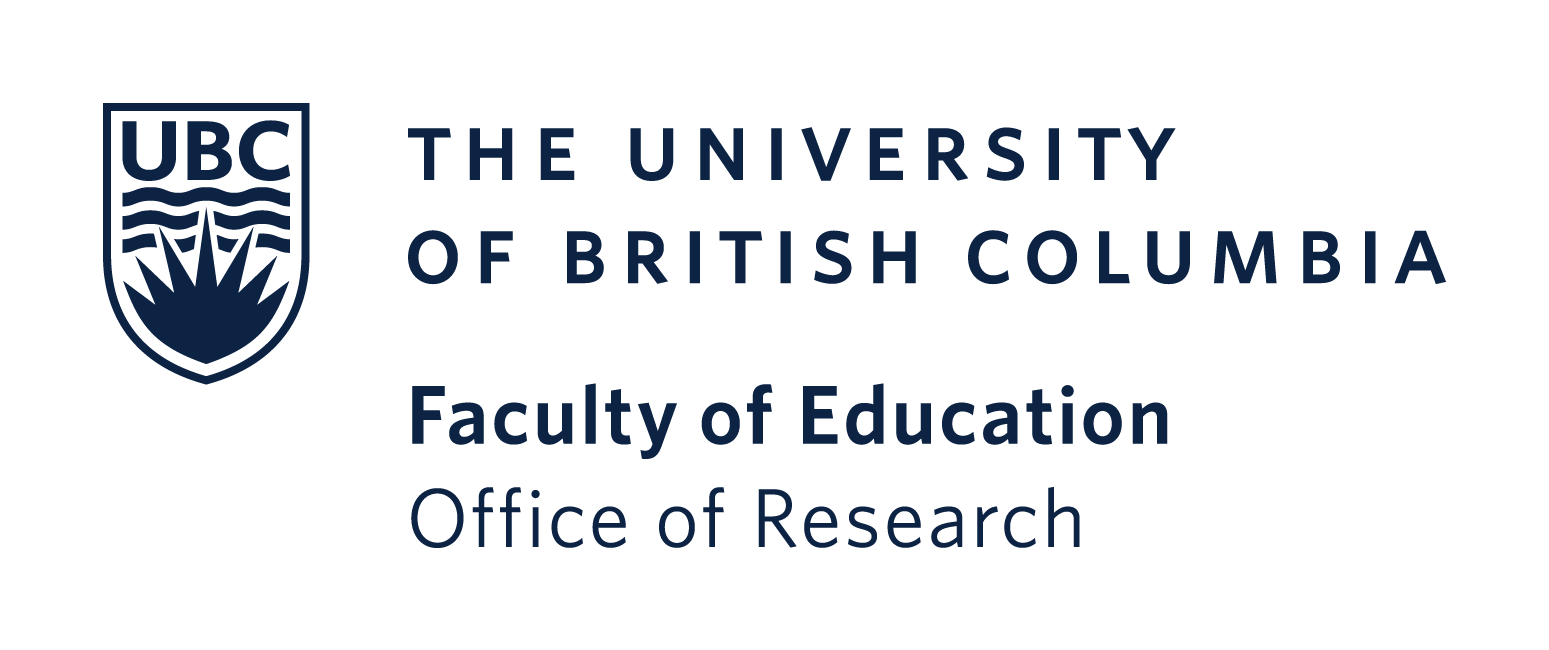 UBC
THE UNIVERSITY
OF BRITISH COLUMBIA
Faculty of Education
Office of Research